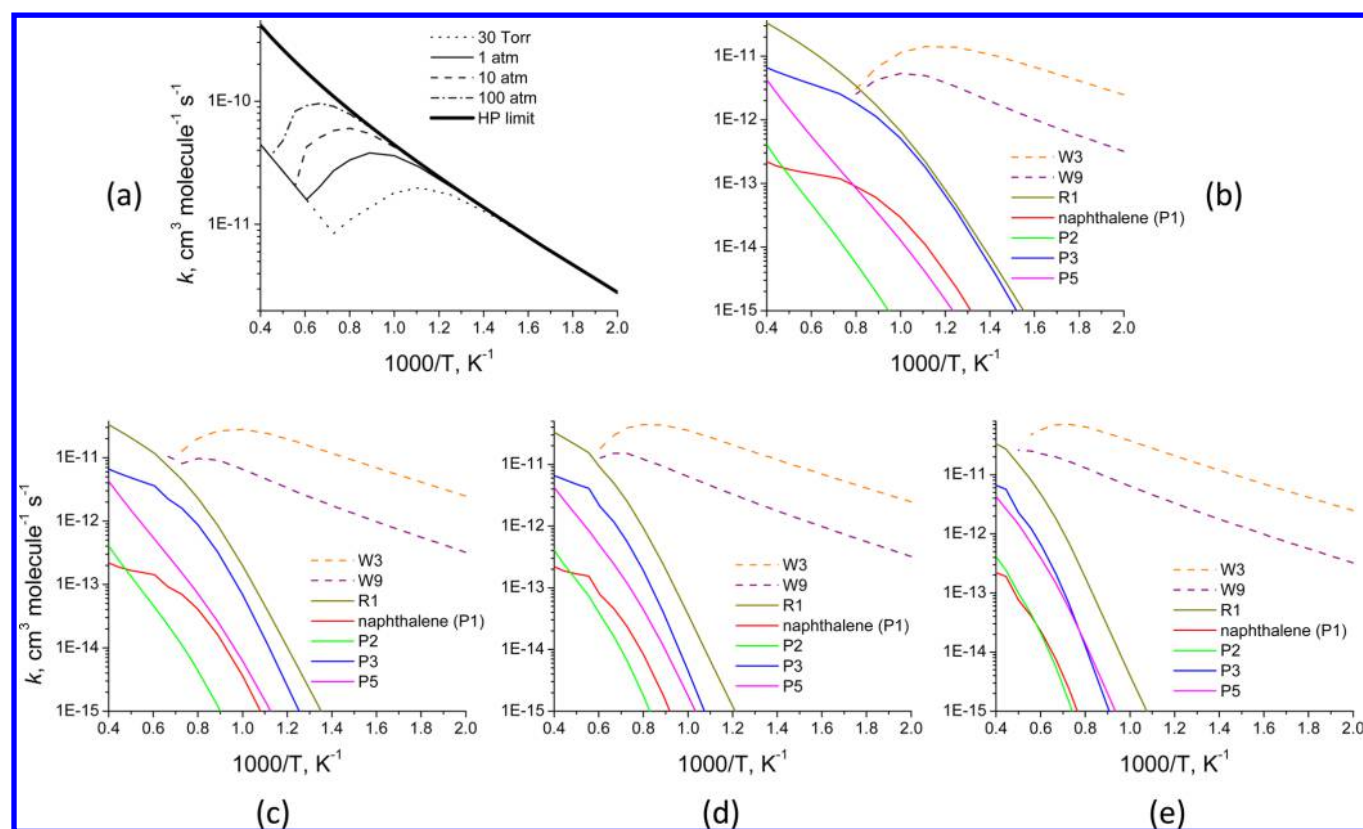 30 Torr
1 atm
10 atm
100 atm
HP limit
1E-10
1E-11
k, cm³ molecule⁻¹ s⁻¹
(a)
0.4 0.6 0.8 1.0 1.2 1.4 1.6 1.8 2.0
1000/T, K⁻¹
1E-11
1E-12
1E-13
1E-14
1E-15
W3
W9
R1
naphthalene (P1)
P2
P3
P5
(b)
0.4 0.6 0.8 1.0 1.2 1.4 1.6 1.8 2.0
1000/T, K⁻¹
k, cm³ molecule⁻¹ s⁻¹
1E-11
1E-12
1E-13
1E-14
1E-15
W3
W9
R1
naphthalene (P1)
P2
P3
P5
0.4 0.6 0.8 1.0 1.2 1.4 1.6 1.8 2.0
1000/T, K⁻¹
(c)
1E-11
1E-12
1E-13
1E-14
1E-15
W3
W9
R1
naphthalene (P1)
P2
P3
P5
0.4 0.6 0.8 1.0 1.2 1.4 1.6 1.8 2.0
1000/T, K⁻¹
(d)
1E-11
1E-12
1E-13
1E-14
1E-15
W3
W9
R1
naphthalene (P1)
P2
P3
P5
0.4 0.6 0.8 1.0 1.2 1.4 1.6 1.8 2.0
1000/T, K⁻¹
(e)